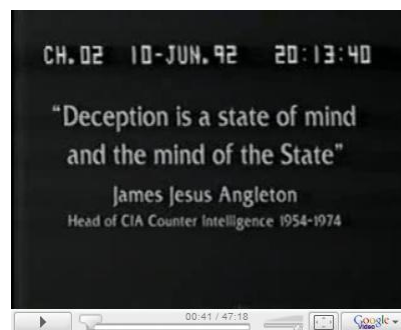 CH.02 10-JUN.92 20:13:40
“Deception is a state of mind
and the mind of the State”
James Jesus Angleton
Head of CIA Counter Intelligence 1954-1974
00:41 / 47:18
Google
Video